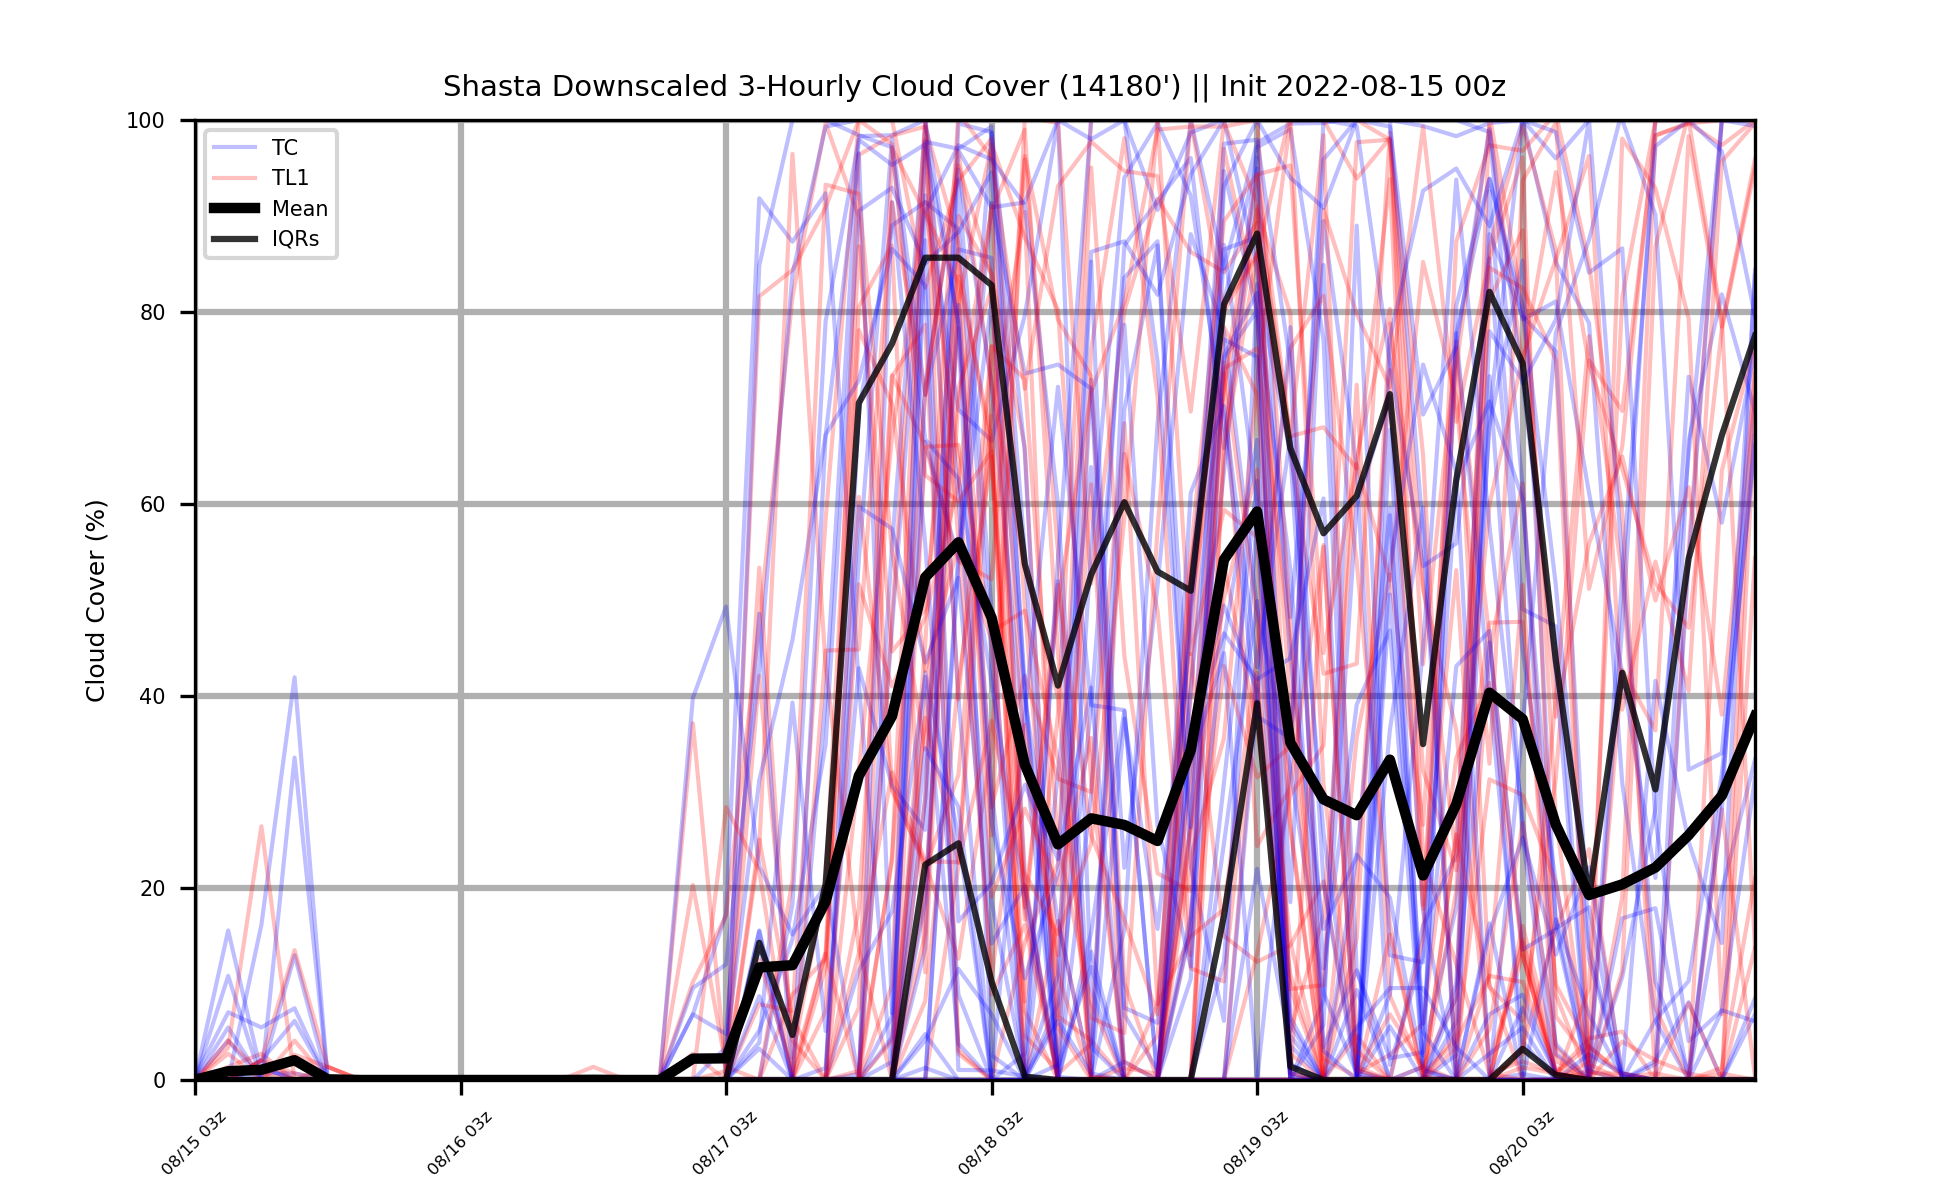 Shasta Downscaled 3-Hourly Cloud Cover (14180') || Init 2022-08-15 00z
TC
TL1
Mean
IQRs
Cloud Cover (%)
100
80
60
40
20
0
08/15 03z
08/16 03z
08/17 03z
08/18 03z
08/19 03z
08/20 03z